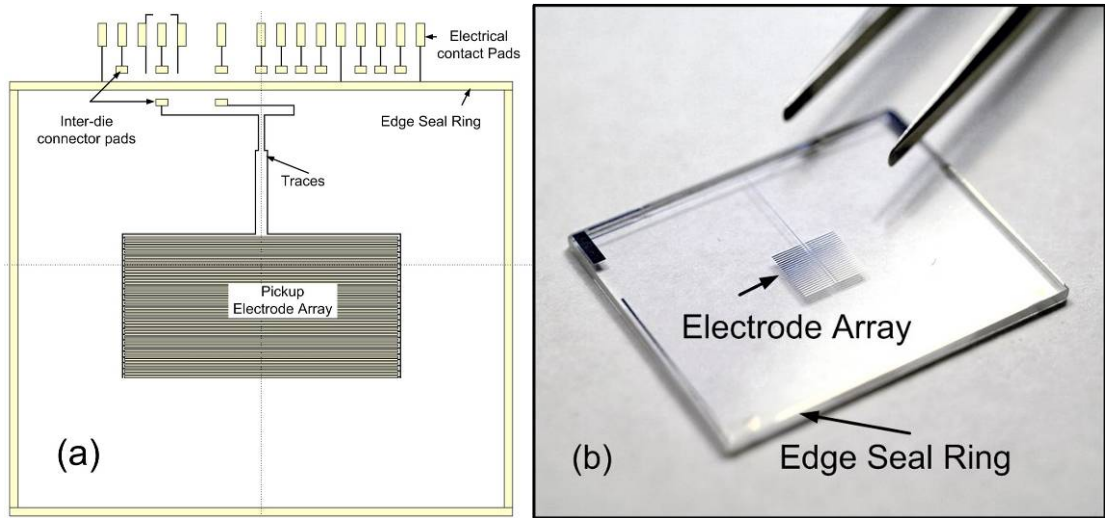 Electrical
contact Pads
Inter-die
connector pads
Edge Seal Ring
Traces
Pickup
Electrode Array
(a)
Electrode Array
(b)
Edge Seal Ring